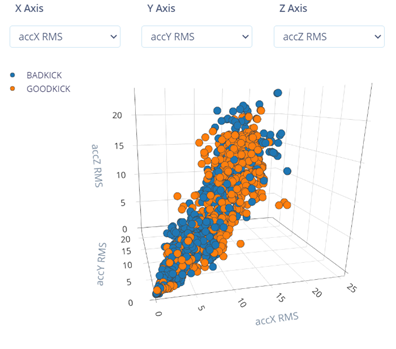 X Axis Y Axis Z Axis
accX RMS accY RMS accZ RMS
BADKICK
GOODKICK
20
15
10
5
0
accZ RMS
20
15
10
5
0
accY RMS
0
5
10
15
20
25
accX RMS